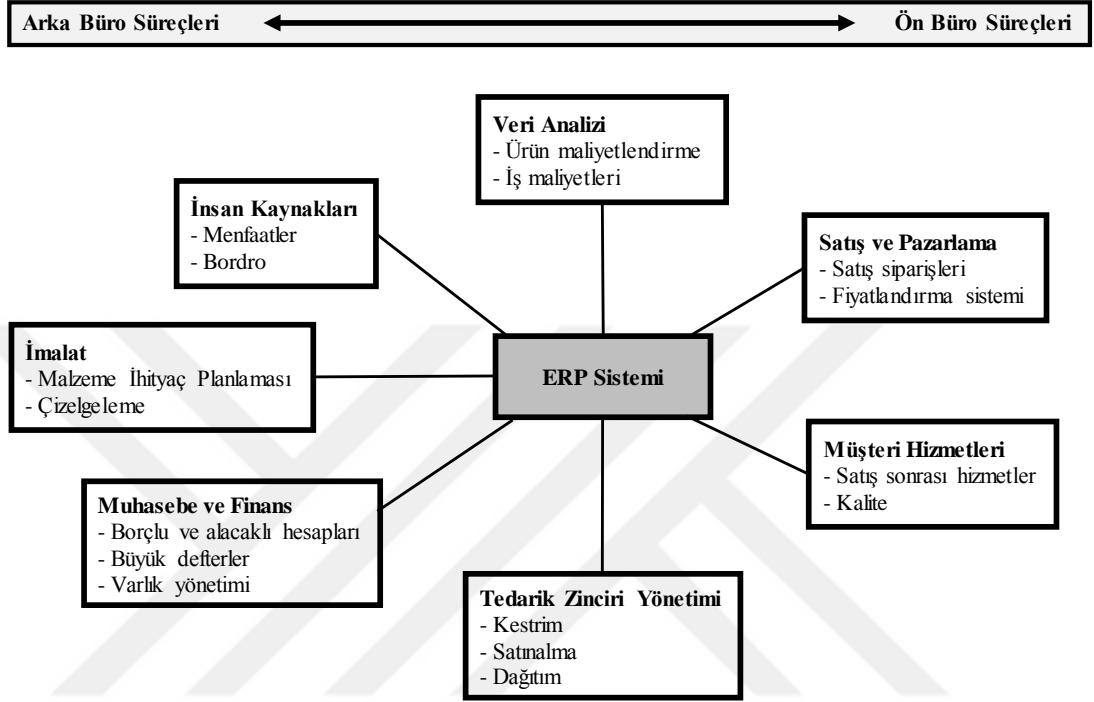 Arka Büro Süreçleri Ön Büro Süreçleri
Veri Analizi
- Ürün maliyetlendirme
- İş maliyetleri
İnsan Kaynakları
- Menfaatler
- Bordro
Satış ve Pazarlama
- Satış siparişleri
- Fiyatlandırma sistemi
İmalat
- Malzeme İhityaç Planlaması
- Çizelgeleme
ERP Sistemi
Müşteri Hizmetleri
- Satış sonrası hizmetler
- Kalite
Muhasebe ve Finans
- Borçlu ve alacaklı hesapları
- Büyük defterler
- Varlık yönetimi
Tedarik Zinciri Yönetimi
- Kestrim
- Satınalma
- Dağıtım